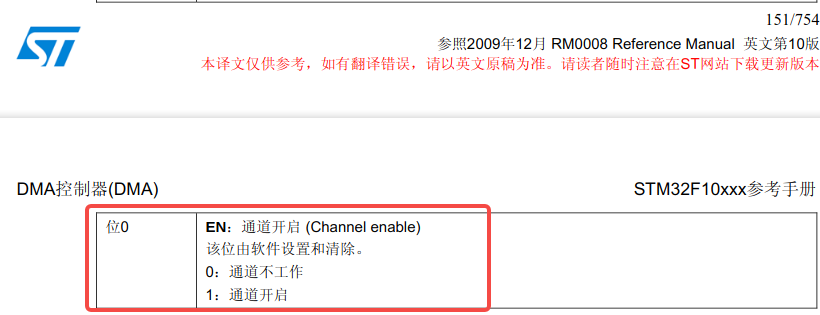 151/754
ST
参照2009年12月 RM0008 Reference Manual 英文第10版
本译文仅供参考，如有翻译错误，请以英文原稿为准。请读者随时注意在ST网站下载更新版本
DMA控制器(DMA)
STM32F10xxx参考手册
位0
EN：通道开启 (Channel enable)
该位由软件设置和清除。
0：通道不工作
1：通道开启